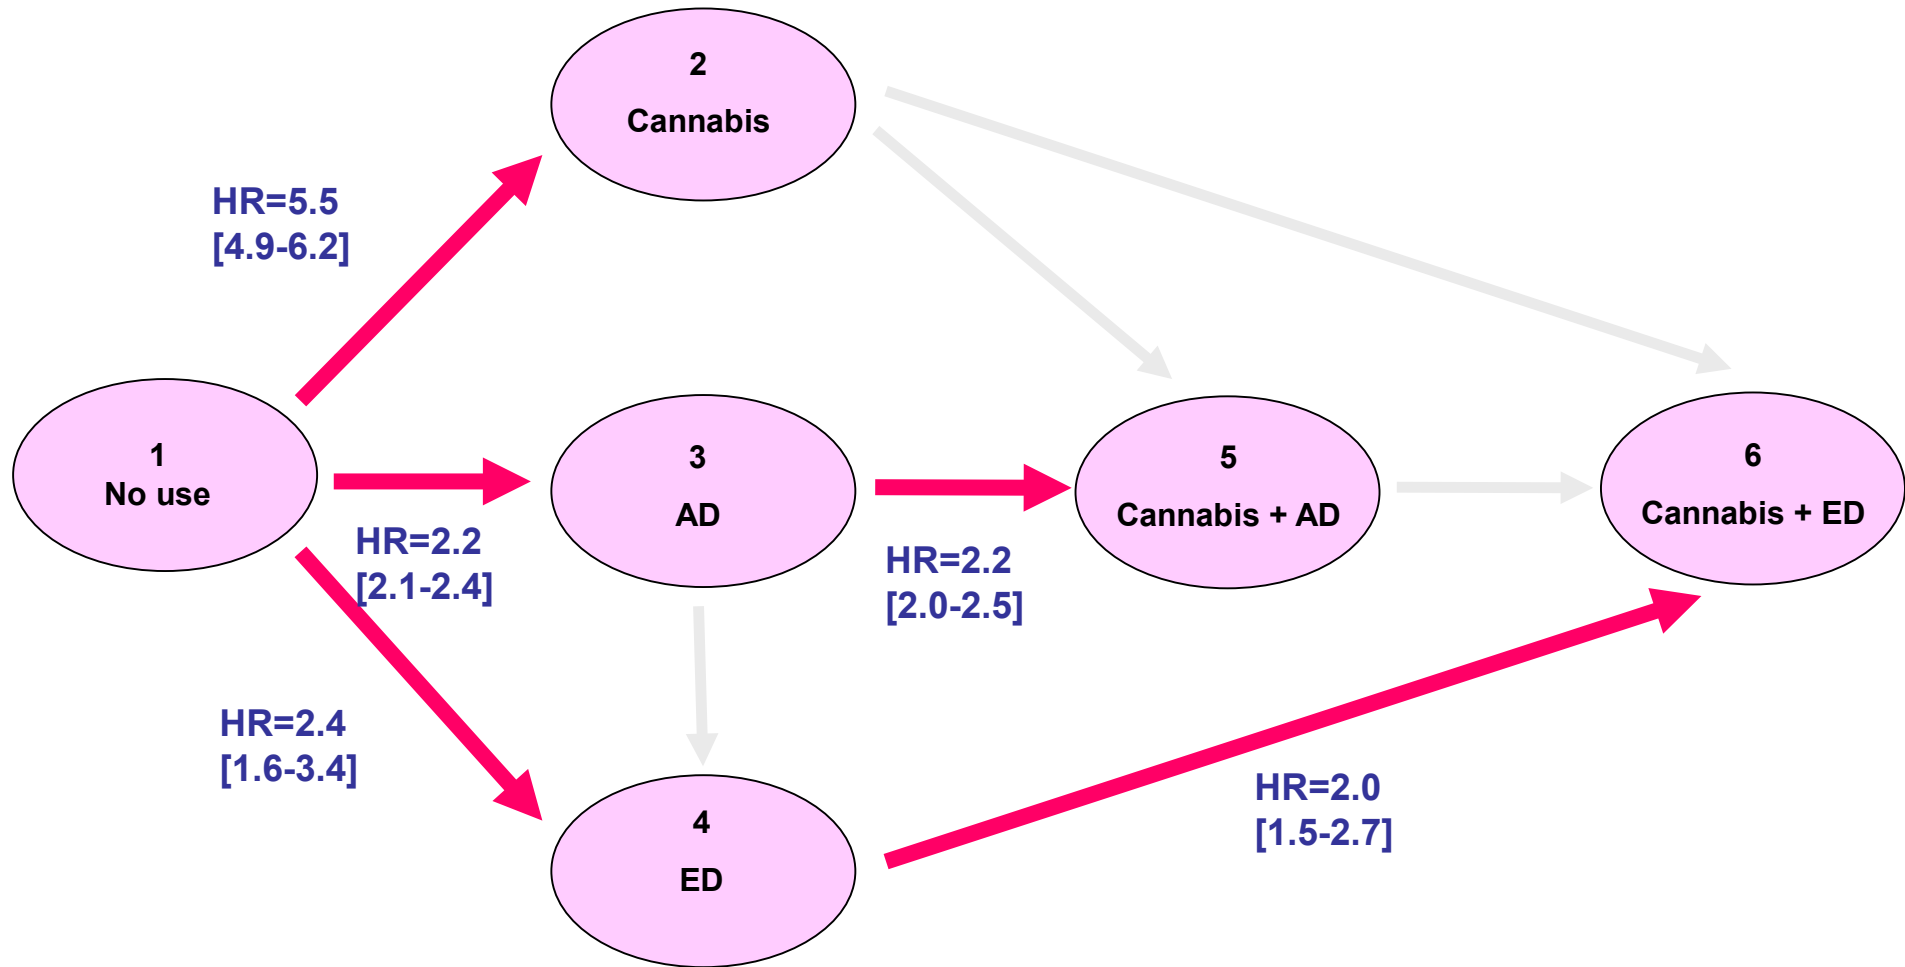 2
Cannabis
HR=5.5
[4.9-6.2]
1
No use
3
AD
5
Cannabis + AD
6
Cannabis + ED
HR=2.2
[2.1-2.4]
HR=2.2
[2.0-2.5]
HR=2.4
[1.6-3.4]
4
ED
HR=2.0
[1.5-2.7]